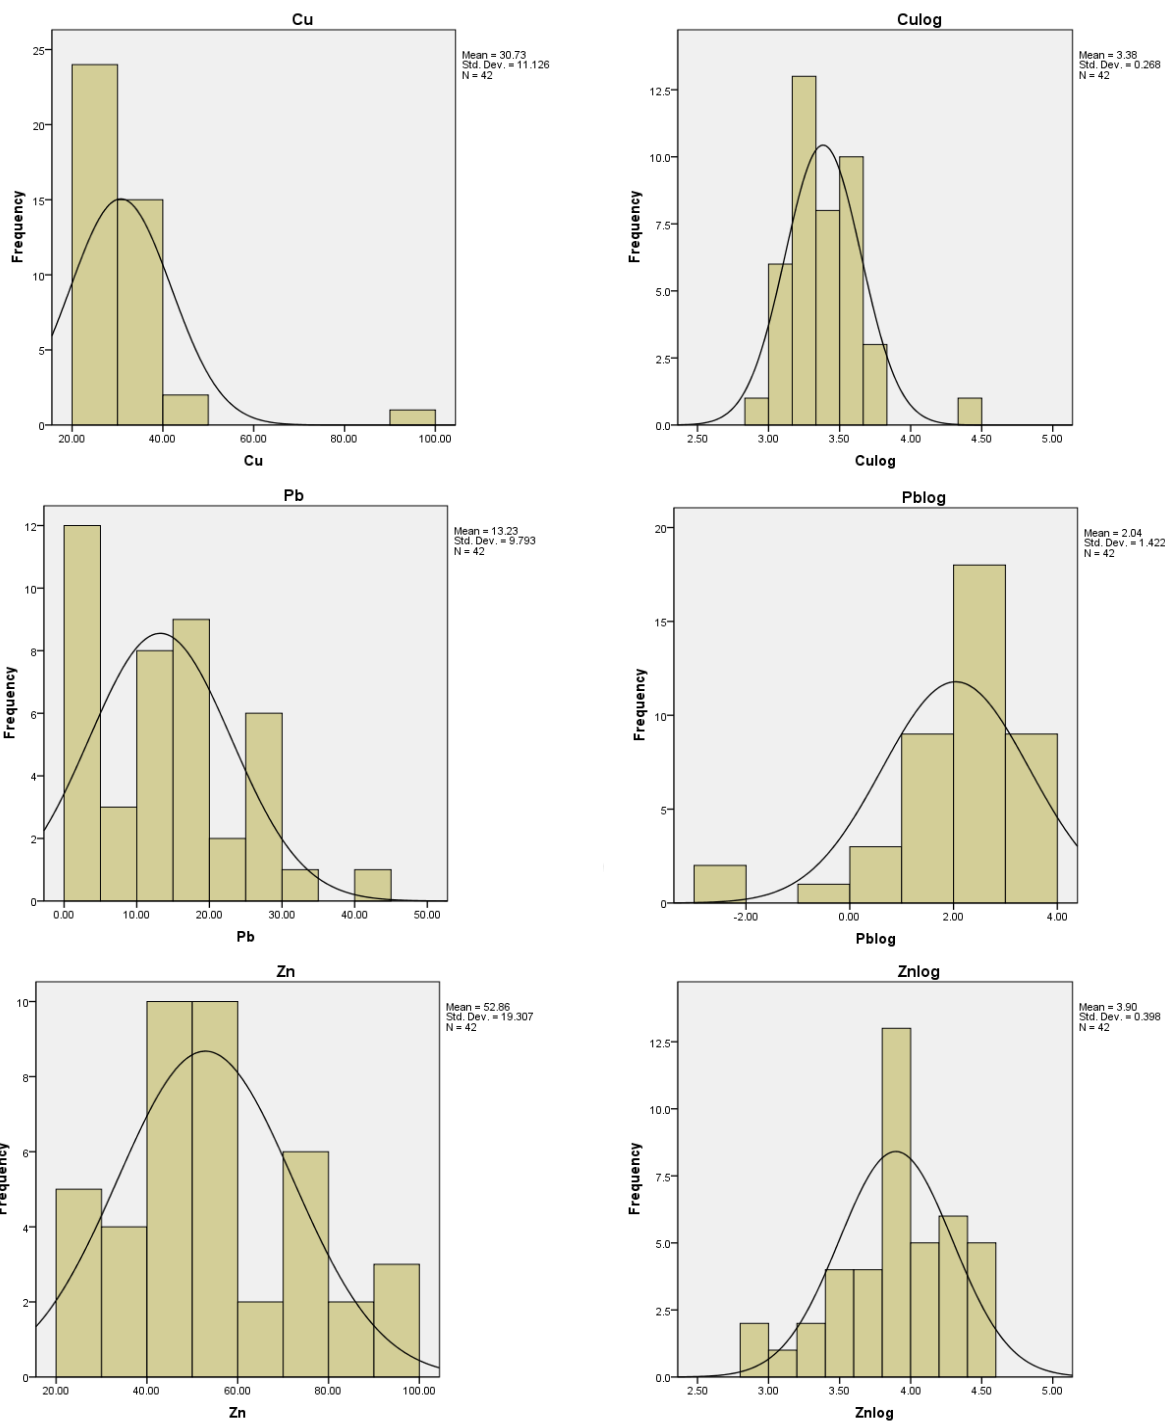 Cu
Mean = 30.73
Std. Dev. = 11.126
N = 42
25
20
15
10
5
0
Frequency
20.00 40.00 60.00 80.00 100.00
Cu
Culog
Mean = 3.38
Std. Dev. = 0.268
N = 42
12.5
10.0
7.5
5.0
2.5
0.0
Frequency
2.50 3.00 3.50 4.00 4.50 5.00
Culog
Pb
Mean = 13.23
Std. Dev. = 9.793
N = 42
12
10
8
6
4
2
0
Frequency
0.00 10.00 20.00 30.00 40.00 50.00
Pb
Pblog
Mean = 2.04
Std. Dev. = 1.422
N = 42
20
15
10
5
0
Frequency
-2.00 0.00 2.00 4.00
Pblog
Zn
Mean = 52.86
Std. Dev. = 19.307
N = 42
10
8
6
4
2
0
Frequency
20.00 40.00 60.00 80.00 100.00
Zn
Znlog
Mean = 3.90
Std. Dev. = 0.398
N = 42
12.5
10.0
7.5
5.0
2.5
0.0
Frequency
2.50 3.00 3.50 4.00 4.50 5.00
Znlog